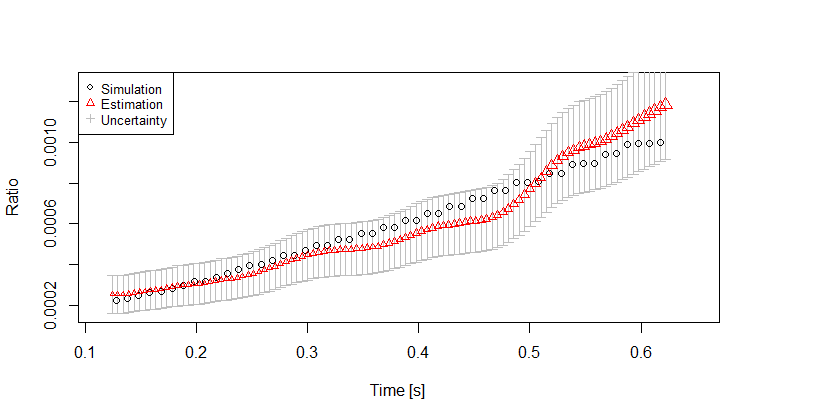 Simulation
Estimation
Uncertainty
Ratio
0.0010
0.0006
0.0002
0.1 0.2 0.3 0.4 0.5 0.6
Time [s]